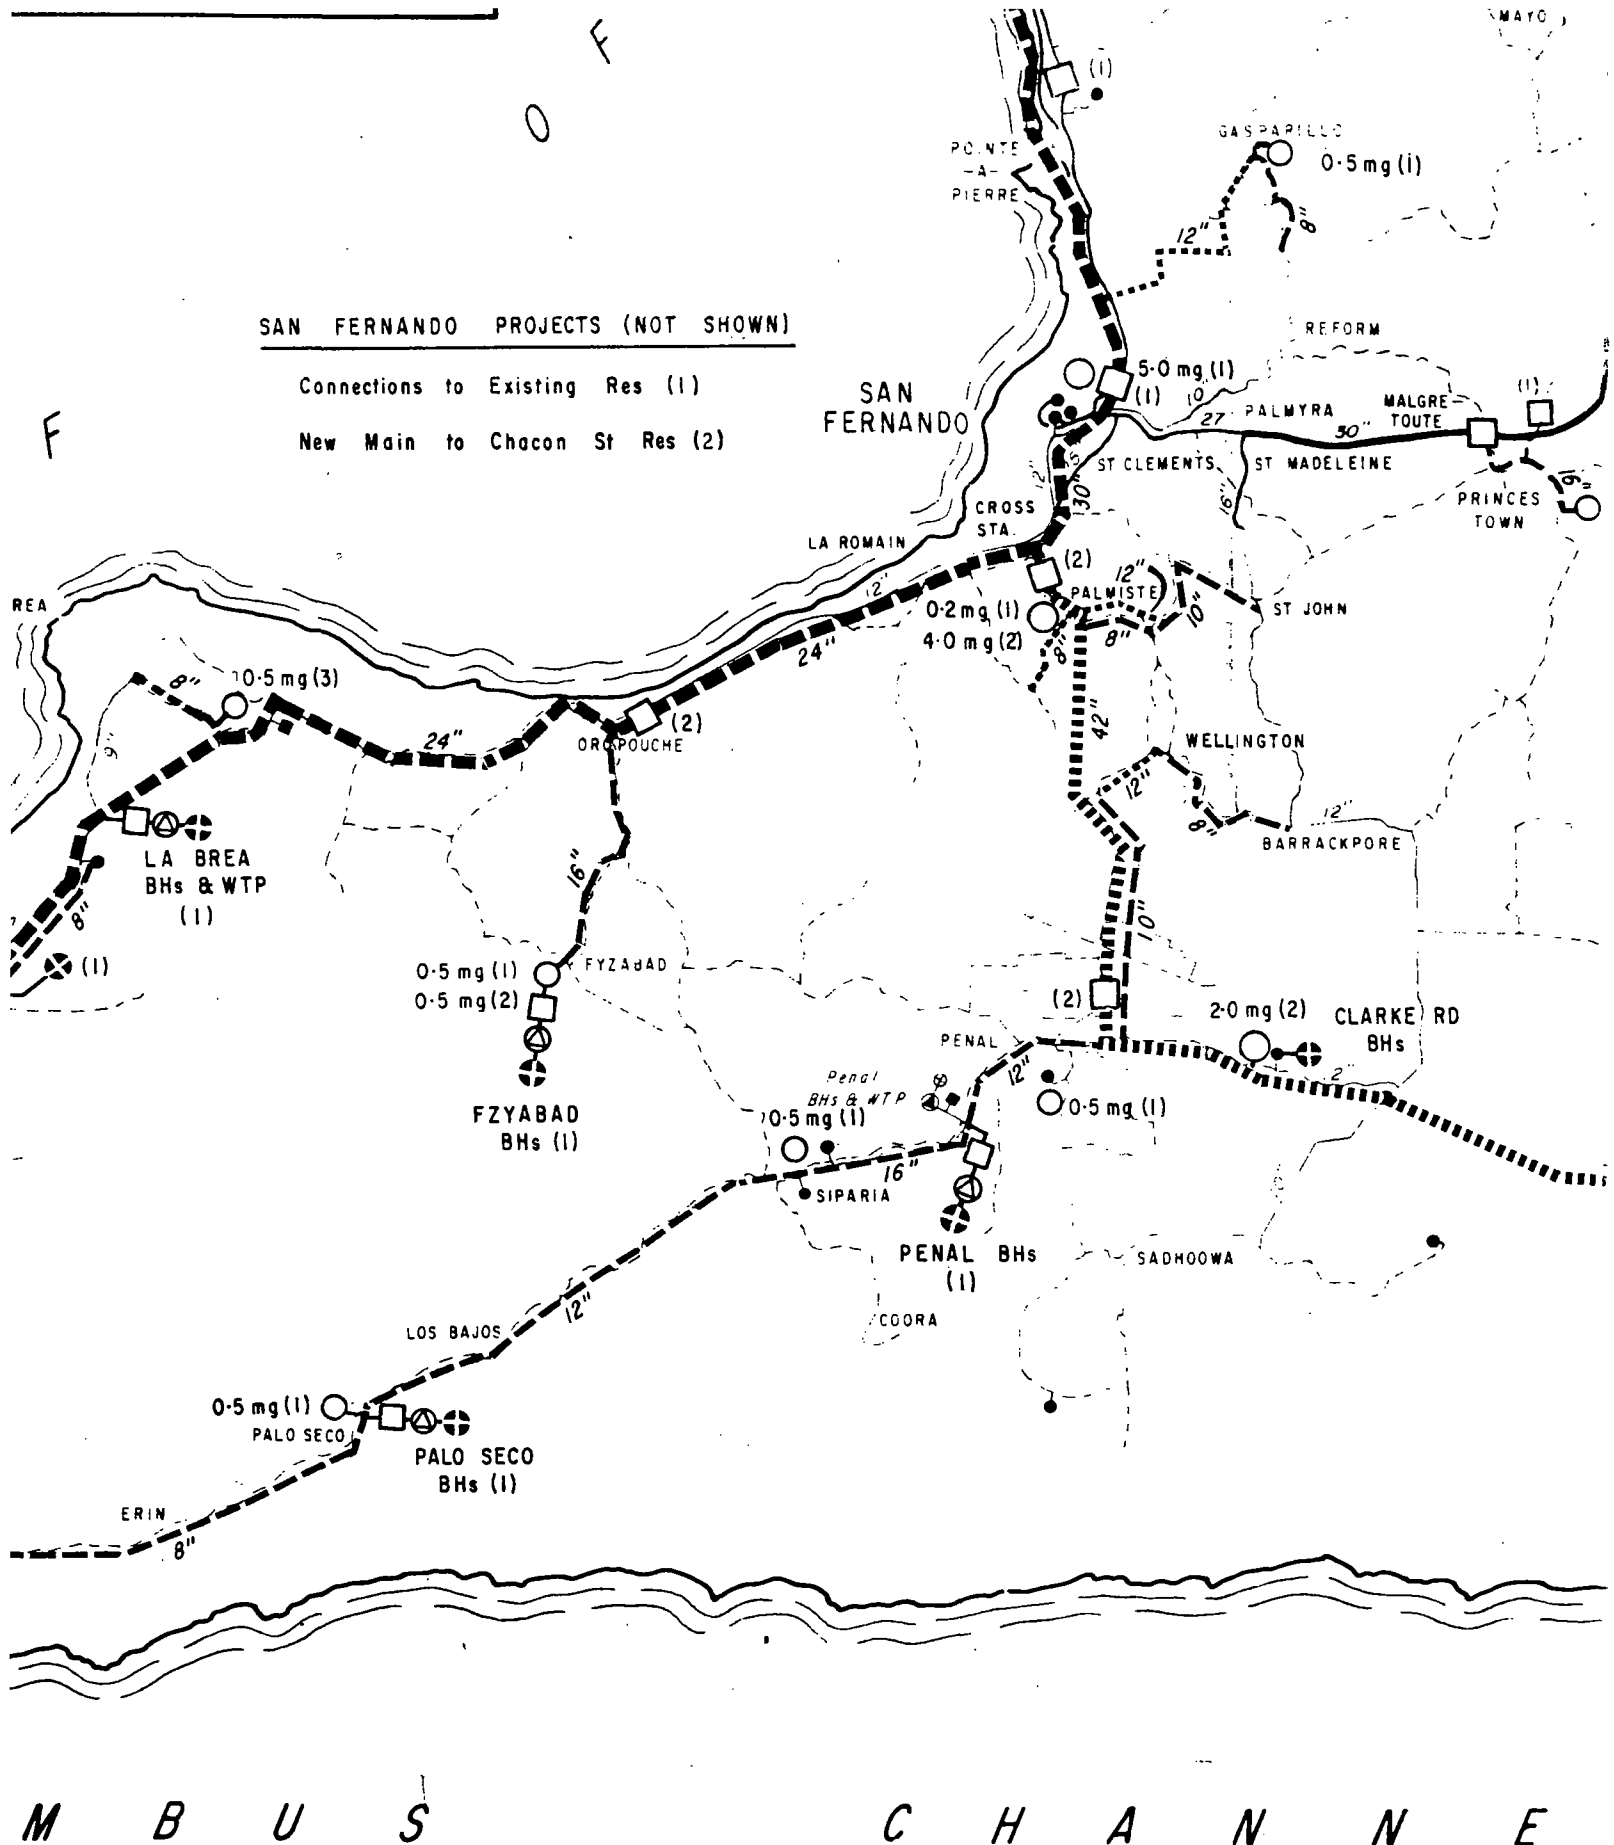 MAYO
F
O
(1)
GASPARILLO
0.5 mg (1)
POINTE
-A-
PIERRE
12"
8"
SAN FERNANDO PROJECTS (NOT SHOWN)
Connections to Existing Res (1)
New Main to Chacon St Res (2)
F
REFORM
5.0 mg (1)
(1)
SAN
FERNANDO
10"
27
PALMYRA
30"
MALGRE-
TOUTE
(1)
ST CLEMENTS
ST MADELEINE
12"
30"
16"
16"
PRINCES
TOWN
CROSS
STA.
LA ROMAIN
(2)
12"
PALMISTE
12"
0.2 mg (1)
4.0 mg (2)
8"
8"
10"
ST JOHN
REA
24"
8"
0.5 mg (3)
24"
(2)
OROPOUCHE
42"
WELLINGTON
12"
8"
12"
BARRACKPORE
LA BREA
BHs & WTP
(1)
8"
(1)
16"
10"
0.5 mg (1)
0.5 mg (2)
FYZABAD
(2)
2.0 mg (2)
CLARKE RD
BHs
PENAL
12"
2"
Penal
BHs & WTP
0.5 mg (1)
0.5 mg (1)
FZYABAD
BHs (1)
16"
SIPARIA
PENAL BHs
(1)
SADHOOWA
12"
COORA
LOS BAJOS
0.5 mg (1)
PALO SECO
PALO SECO
BHs (1)
ERIN
8"
M B U S C H A N N E